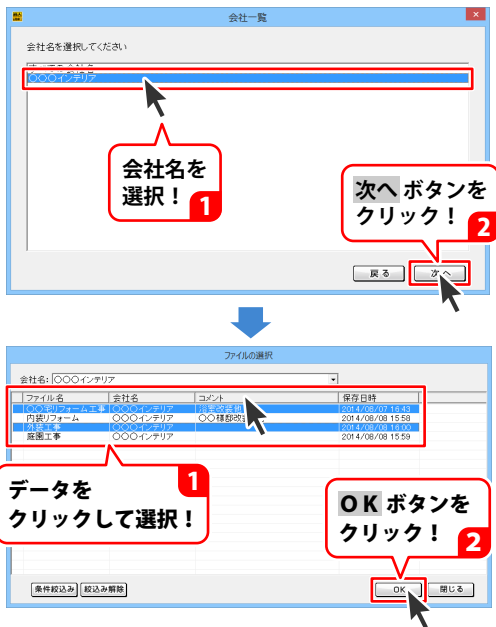 会社一覧
会社名を選択してください
○○○インテリア
会社名を
選択！
1
次へ ボタンを
クリック！
2
戻る
次へ
ファイルの選択
会社名: ○○○インテリア
ファイル名 会社名 コメント 保存日時
○○宅リフォーム工事 ○○○インテリア 浴室改装他 2014/08/07 16:43
内装リフォーム ○○○インテリア ○○様邸改 2014/08/08 15:58
外装工事 ○○○インテリア 2014/08/08 16:00
庭園工事 ○○○インテリア 2014/08/08 15:59
1
データを
クリックして選択！
OK ボタンを
クリック！
2
条件絞込み 絞込み解除
OK
閉じる